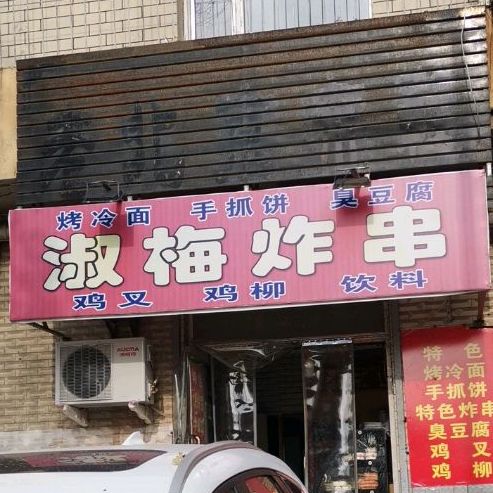 烤冷面 手抓饼 臭豆腐
淑梅炸串
鸡叉 鸡柳 饮料
AUCMA
特色
烤冷面
手抓饼
特色炸串
臭豆腐
鸡叉
鸡柳